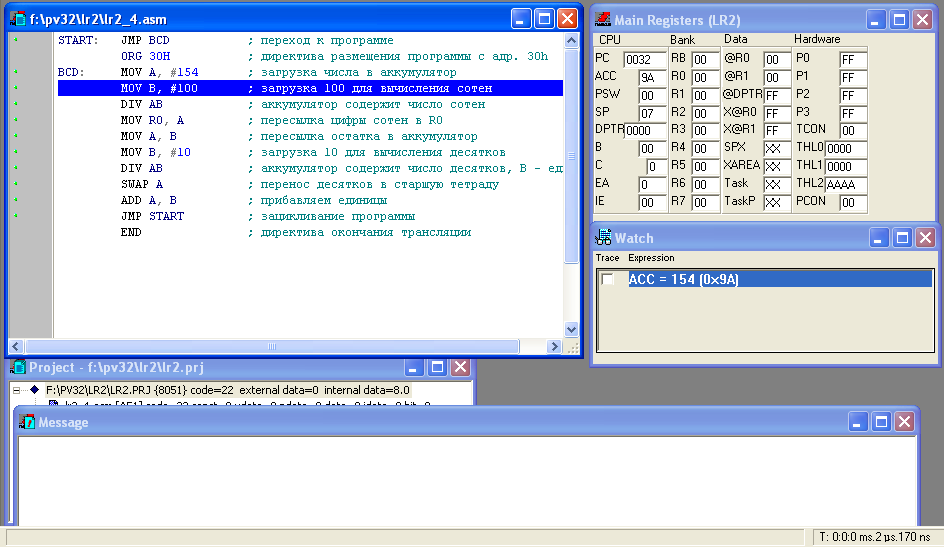 f:\pv32\lr2\lr2_4.asm
START: JMP BCD ; переход к программе
ORG 30H ; директива размещения программы с адр. 30h
BCD: MOV A, #154 ; загрузка числа в аккумулятор
MOV B, #100 ; загрузка 100 для вычисления сотен
DIV AB ; аккумулятор содержит число сотен
MOV R0, A ; пересылка цифры сотен в R0
MOV A, B ; пересылка остатка в аккумулятор
MOV B, #10 ; загрузка 10 для вычисления десятков
DIV AB ; аккумулятор содержит число десятков, B - ед
SWAP A ; перенос десятков в старшую тетраду
ADD A, B ; прибавляем единицы
JMP START ; зацикливание программы
END ; директива окончания трансляции
Main Registers (LR2)
CPU Bank Data Hardware
PC 0032 RB 00 @R0 FF P0 FF
ACC 9A R0 00 @R1 FF P1 FF
PSW 00 R1 00 @DPTR FF P2 FF
SP 07 R2 00 X@R0 FF P3 FF
DPTR 0000 R3 00 X@R1 FF TCON 00
B 00 R4 00 SPX XX THL0 0000
C 0 R5 00 XAREA XX THL1 0000
EA 0 R6 00 Task XX THL2 AAAA
IE 00 R7 00 TaskP XX PCON 00
Watch
Trace Expression
ACC = 154 (0x9A)
Project - f:\pv32\lr2\lr2.prj
F:\PV32\LR2\LR2.PRJ {8051} code=22 external data=0 internal data=8.0
Message
T: 0:0:0 ms.2 µs.170 ns